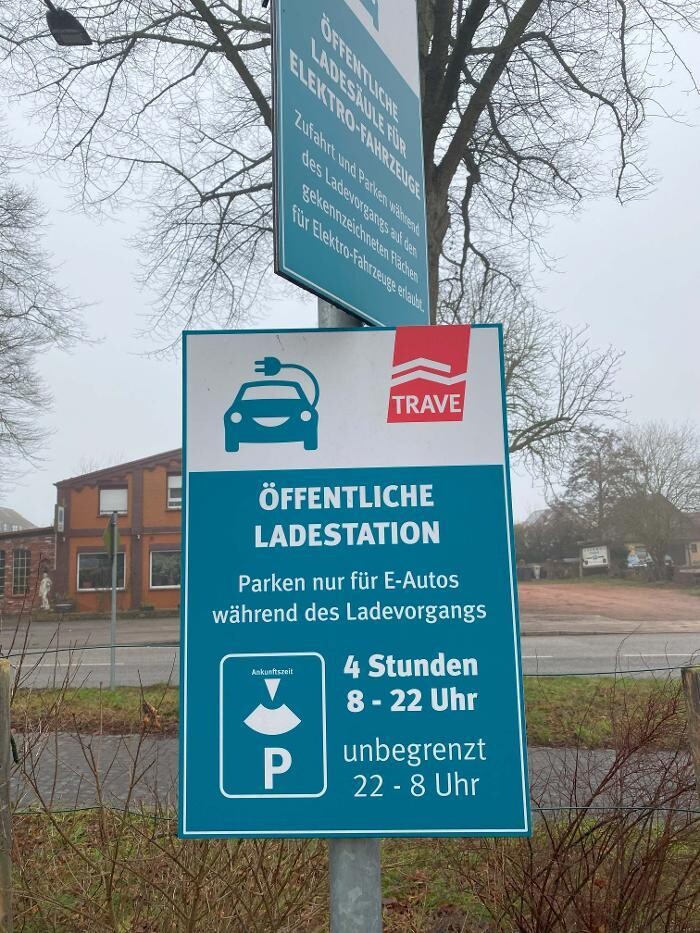 ÖFFENTLICHE
LADESÄULE FÜR
ELEKTRO-FAHRZEUGE
Zufahrt und Parken während
des Ladevorgangs auf den
gekennzeichneten Flächen
für Elektro-Fahrzeuge erlaubt.
TRAVE
ÖFFENTLICHE
LADESTATION
Parken nur für E-Autos
während des Ladevorgangs
Ankunftszeit
P
4 Stunden
8 - 22 Uhr
unbegrenzt
22 - 8 Uhr